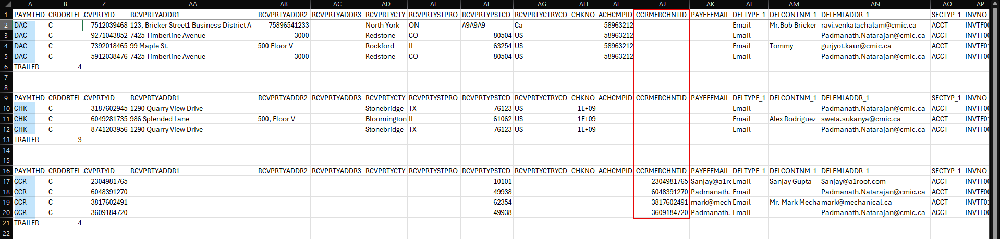 A B Z AA AB AC AD AE AF AG AH AI AJ AK AL AM AN AO AP
1 PAYMTHD CRDDBTFL CVPRTYID RCVPRTYADDR1 RCVPRTYADDR2 RCVPRTYADDR3 RCVPRTYCTY RCVPRTYSTPRO RCVPRTYPSTCD RCVPRTYCTRYCD CHKNO ACHCMPID CCRMERCHNTID PAYEEEMAIL DELTYPE_1 DELCONTNM_1 DELEMLADDR_1 SECTYP_1 INVNO
2 DAC C 7512039468 123, Bricker Street1 Business District A 75896541233 North York ON A9A9A9 Ca 58963212 Email Mr.Bob Bricker ravi.venkatachalam@cmic.ca ACCT INVTF00
3 DAC C 9271043852 7425 Timberline Avenue 3000 Redstone CO 80504 US 58963212 Email Padmanath.Natarajan@cmic.ca ACCT INVTF00
4 DAC C 7392018465 99 Maple St. 500 Floor V Rockford IL 63254 US 58963212 Email Tommy gurjyot.kaur@cmic.ca ACCT INVTF01
5 DAC C 5912038476 7425 Timberline Avenue 3000 Redstone CO 80504 US 58963212 Email Padmanath.Natarajan@cmic.ca ACCT INVTF00
6 TRAILER 4
7
8
9 PAYMTHD CRDDBTFL CVPRTYID RCVPRTYADDR1 RCVPRTYADDR2 RCVPRTYADDR3 RCVPRTYCTY RCVPRTYSTPRO RCVPRTYPSTCD RCVPRTYCTRYCD CHKNO ACHCMPID CCRMERCHNTID PAYEEEMAIL DELTYPE_1 DELCONTNM_1 DELEMLADDR_1 SECTYP_1 INVNO
10 CHK C 3187602945 1290 Quarry View Drive Stonebridge TX 76123 US 1E+09 Email Padmanath.Natarajan@cmic.ca ACCT INVTF00
11 CHK C 6049281735 986 Splended Lane 500, Floor V Bloomington IL 61062 US 1E+09 Email Alex Rodriguez sweta.sukanya@cmic.ca ACCT INVTF01
12 CHK C 8741203956 1290 Quarry View Drive Stonebridge TX 76123 US 1E+09 Email Padmanath.Natarajan@cmic.ca ACCT INVTF00
13 TRAILER 3
14
15
16 PAYMTHD CRDDBTFL CVPRTYID RCVPRTYADDR1 RCVPRTYADDR2 RCVPRTYADDR3 RCVPRTYCTY RCVPRTYSTPRO RCVPRTYPSTCD RCVPRTYCTRYCD CHKNO ACHCMPID CCRMERCHNTID PAYEEEMAIL DELTYPE_1 DELCONTNM_1 DELEMLADDR_1 SECTYP_1 INVNO
17 CCR C 2304981765 10101 2304981765 Sanjay@a1ro Email Sanjay Gupta Sanjay@a1roof.com ACCT INVTF00
18 CCR C 6048391270 49938 6048391270 Padmanath. Email Padmanath.Natarajan@cmic.ca ACCT INVTF00
19 CCR C 3817602491 62354 3817602491 mark@mech Email Mr. Mark Mecha mark@mechanical.ca ACCT INVTF01
20 CCR C 3609184720 49938 3609184720 Padmanath. Email Padmanath.Natarajan@cmic.ca ACCT INVTF00
21 TRAILER 4
22